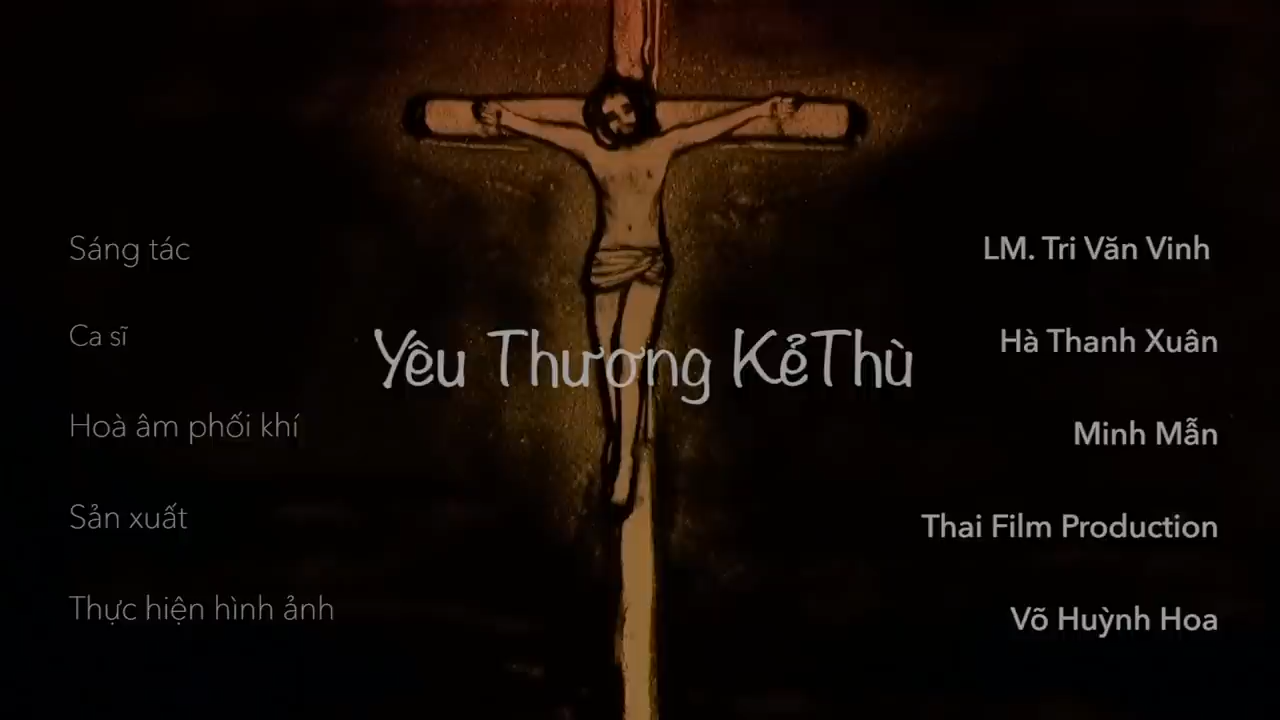 Sáng tác
LM. Tri Văn Vinh
Ca sĩ
Hà Thanh Xuân
Yêu Thương KẻThù
Hoà âm phối khí
Minh Mẫn
Sản xuất
Thai Film Production
Thực hiện hình ảnh
Võ Huỳnh Hoa